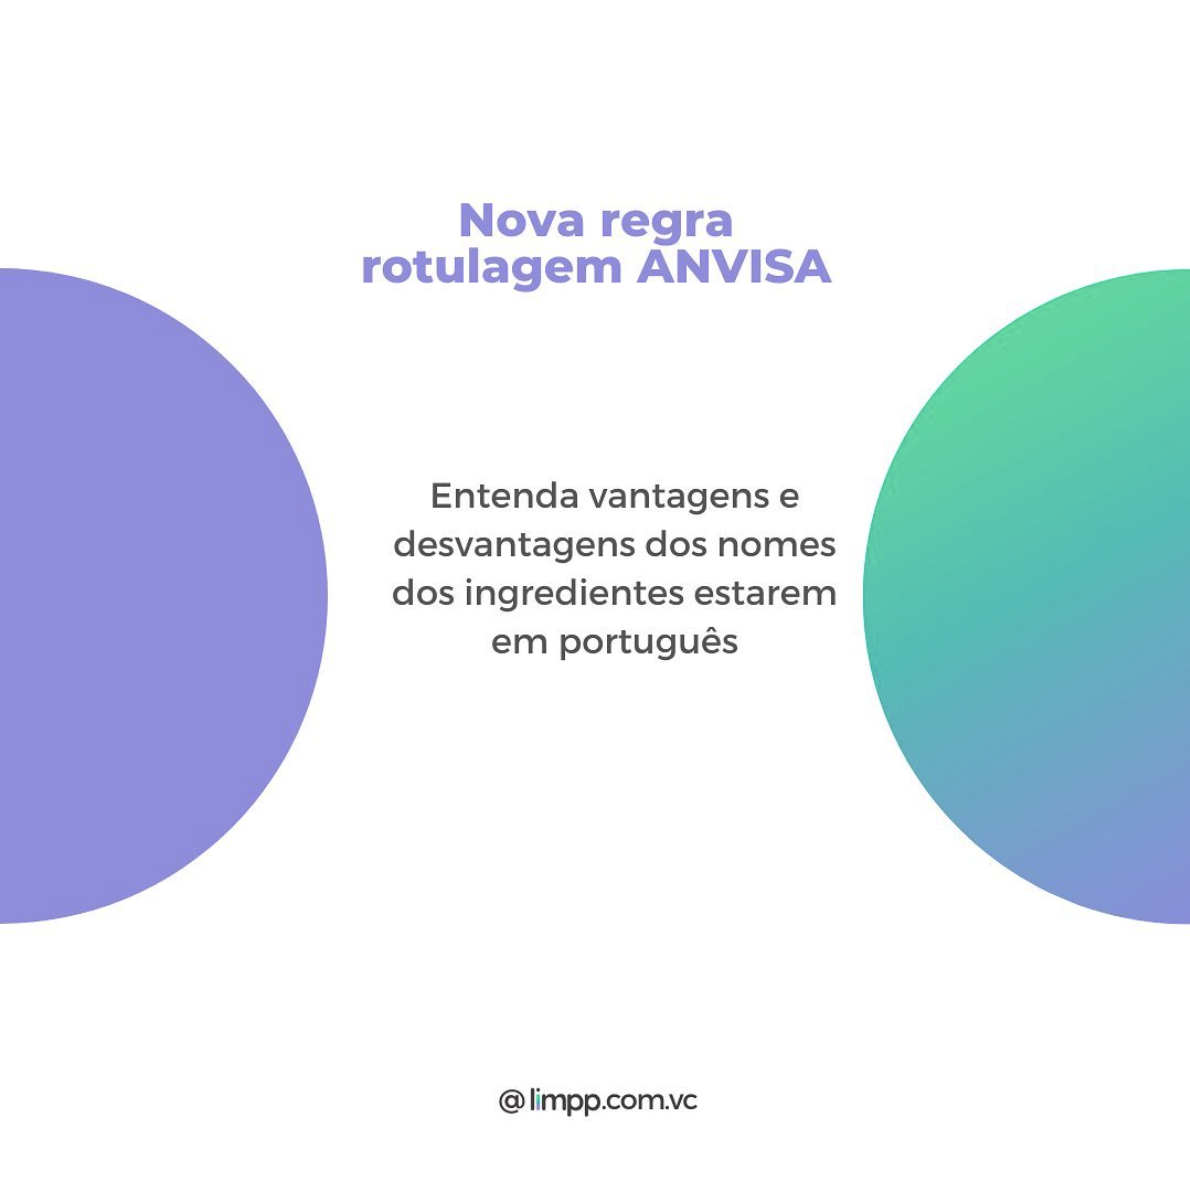 Nova regra
rotulagem ANVISA
Entenda vantagens e
desvantagens dos nomes
dos ingredientes estarem
em português
@limpp.com.vc